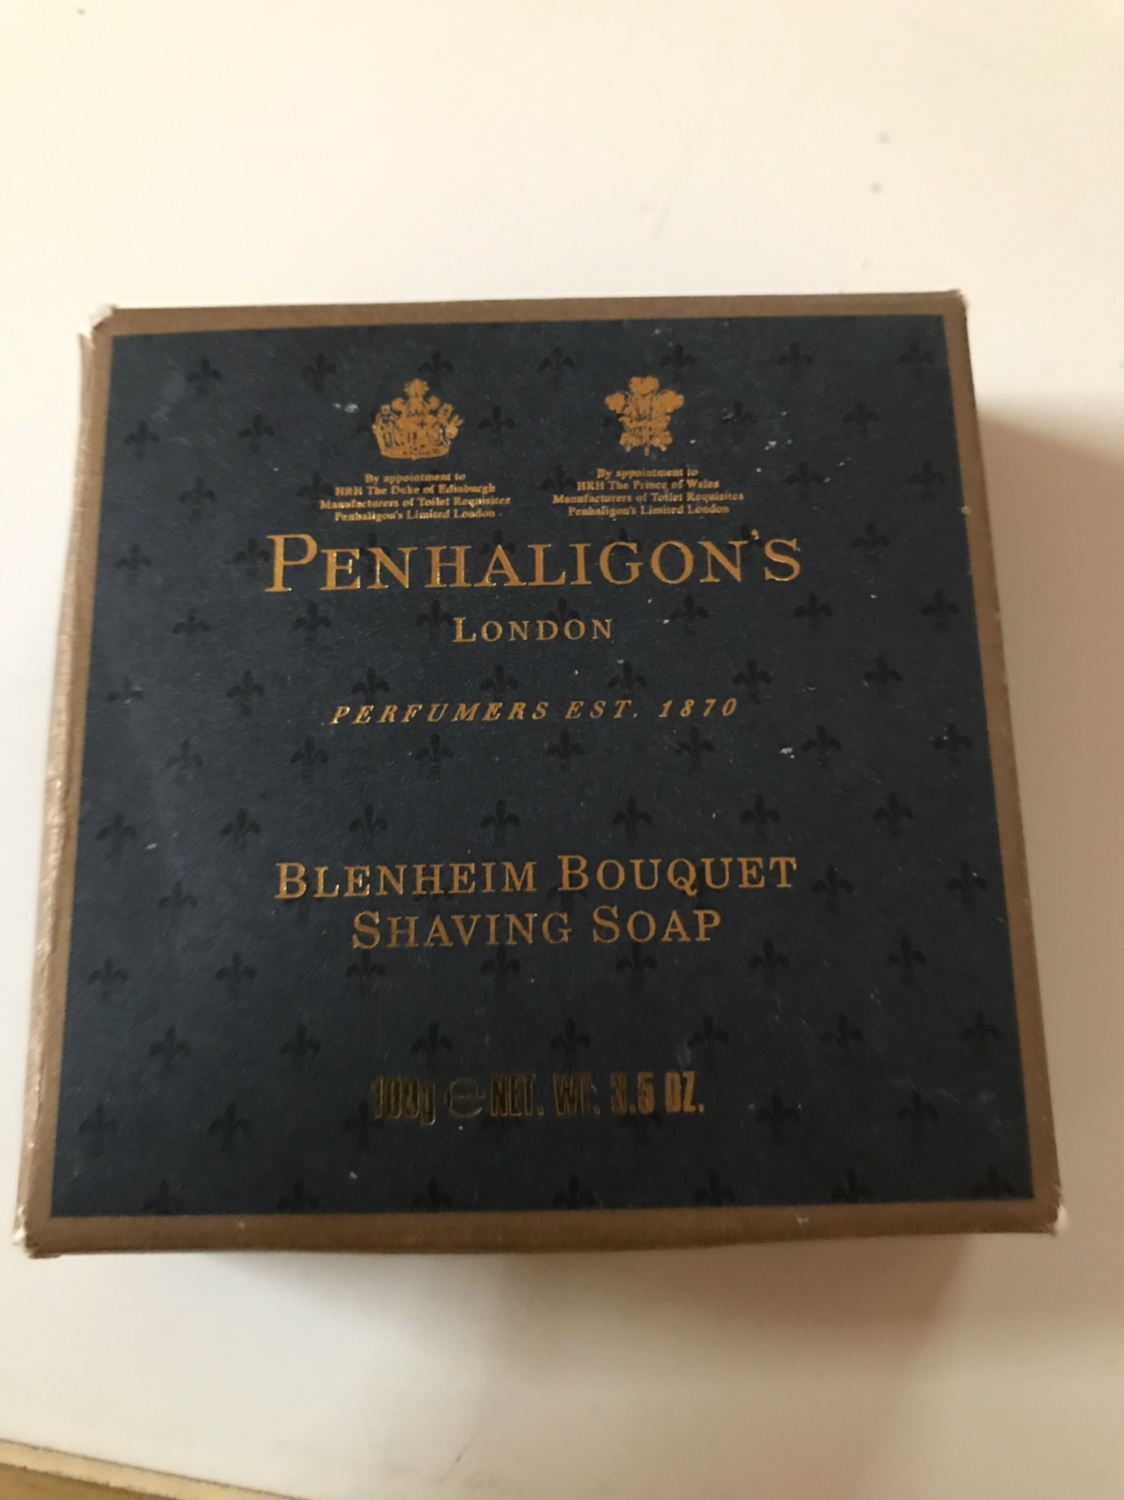 By appointment to
HRH The Duke of Edinburgh
Manufacturers of Toilet Requisites
Penhaligon's Limited London
By appointment to
HRH The Prince of Wales
Manufacturers of Toilet Requisites
Penhaligon's Limited London
PENHALIGON'S
LONDON
PERFUMERS EST. 1870
BLENHEIM BOUQUET
SHAVING SOAP
100g ℮ NET. WT. 3.5 OZ.